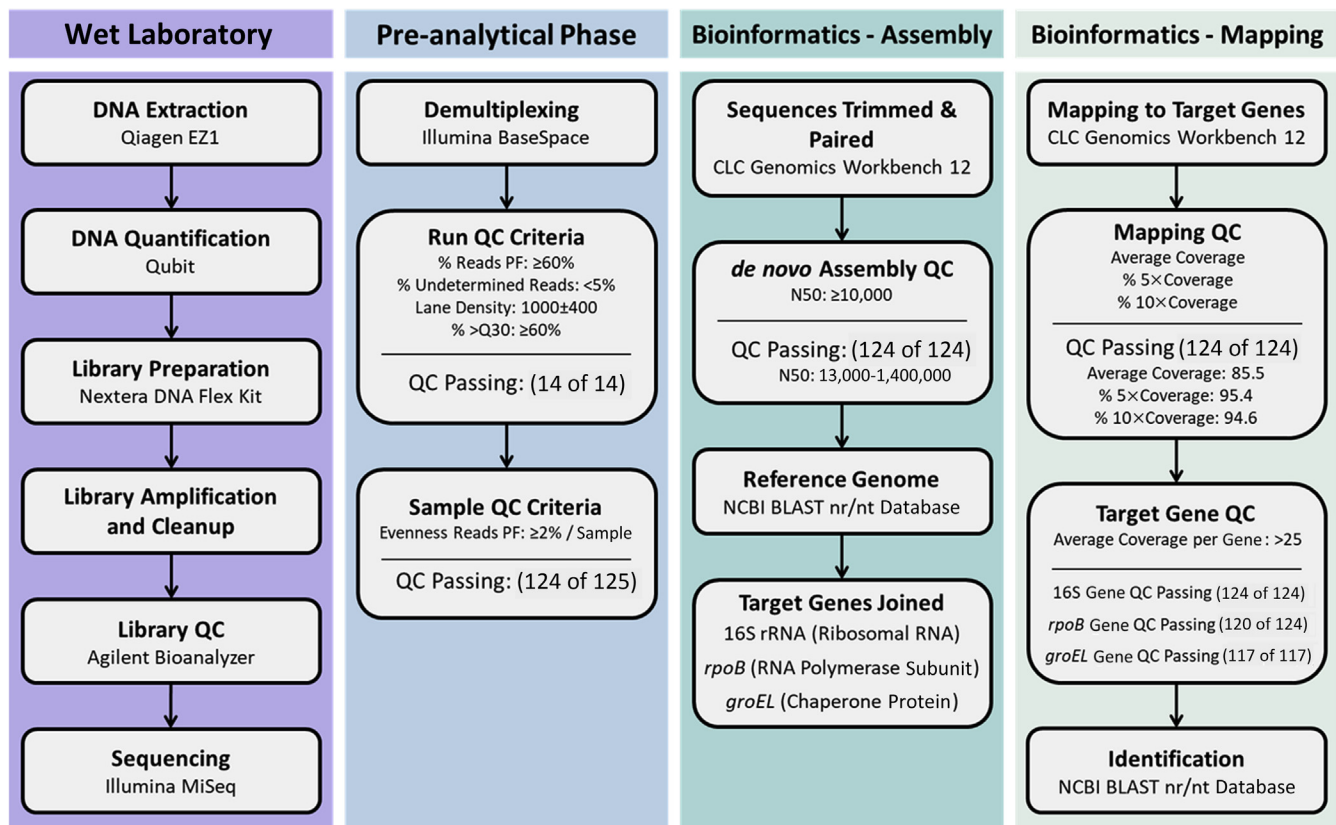 Wet Laboratory
DNA Extraction
Qiagen EZ1
DNA Quantification
Qubit
Library Preparation
Nextera DNA Flex Kit
Library Amplification
and Cleanup
Library QC
Agilent Bioanalyzer
Sequencing
Illumina MiSeq
Pre-analytical Phase
Demultiplexing
Illumina BaseSpace
Run QC Criteria
% Reads PF: ≥60%
% Undetermined Reads: <5%
Lane Density: 1000±400
% >Q30: ≥60%
QC Passing: (14 of 14)
Sample QC Criteria
Evenness Reads PF: ≥2% / Sample
QC Passing: (124 of 125)
Bioinformatics - Assembly
Sequences Trimmed &
Paired
CLC Genomics Workbench 12
de novo Assembly QC
N50: ≥10,000
QC Passing: (124 of 124)
N50: 13,000-1,400,000
Reference Genome
NCBI BLAST nr/nt Database
Target Genes Joined
16S rRNA (Ribosomal RNA)
rpoB (RNA Polymerase Subunit)
groEL (Chaperone Protein)
Bioinformatics - Mapping
Mapping to Target Genes
CLC Genomics Workbench 12
Mapping QC
Average Coverage
% 5×Coverage
% 10×Coverage
QC Passing (124 of 124)
Average Coverage: 85.5
% 5×Coverage: 95.4
% 10×Coverage: 94.6
Target Gene QC
Average Coverage per Gene : >25
16S Gene QC Passing (124 of 124)
rpoB Gene QC Passing (120 of 124)
groEL Gene QC Passing (117 of 117)
Identification
NCBI BLAST nr/nt Database